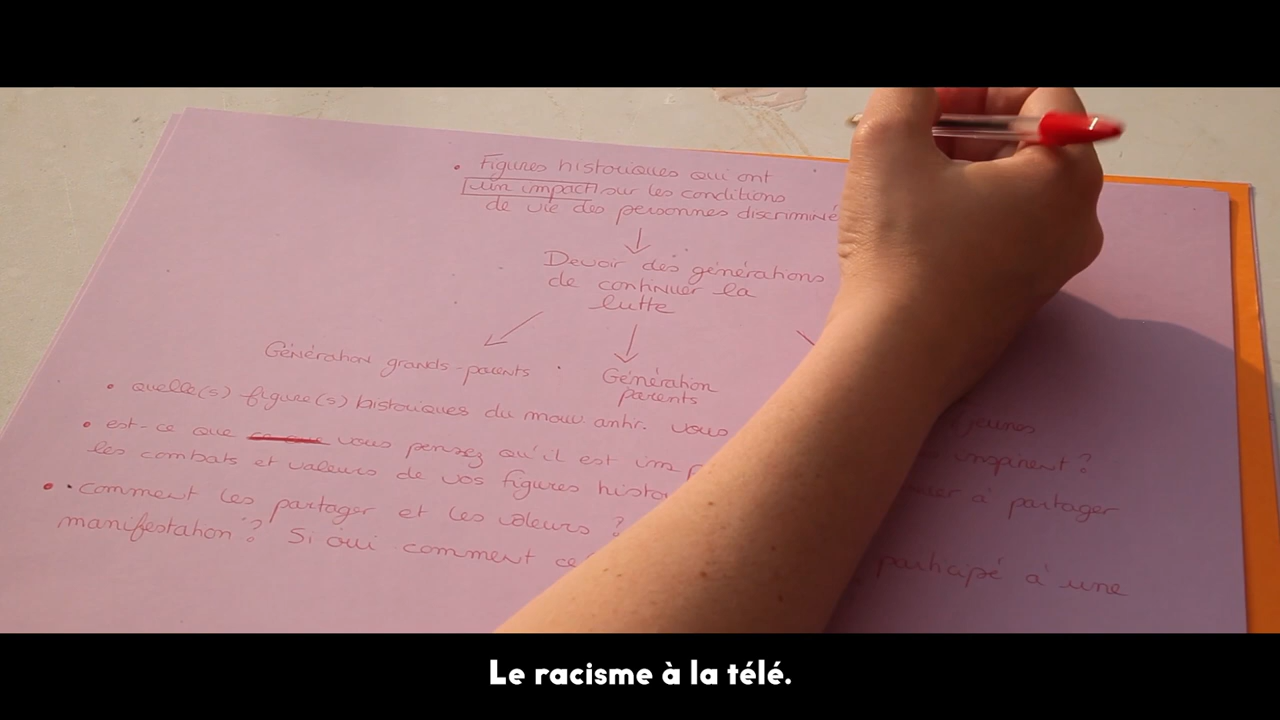 • Figures historiques qui ont
un impact sur les conditions
de vie des personnes discriminé
Devoir des générations
de continuer la
lutte
Génération grands-parents
Génération
parents
jeunes
• quelle(s) figure(s) historiques du mouv. antir. vous inspirent ?
• est-ce que vous pensez qu'il est à partager
les combats et valeurs de vos figures
• comment les partager et les valeurs ? participé à une
manifestation ? Si oui comment
Le racisme à la télé.